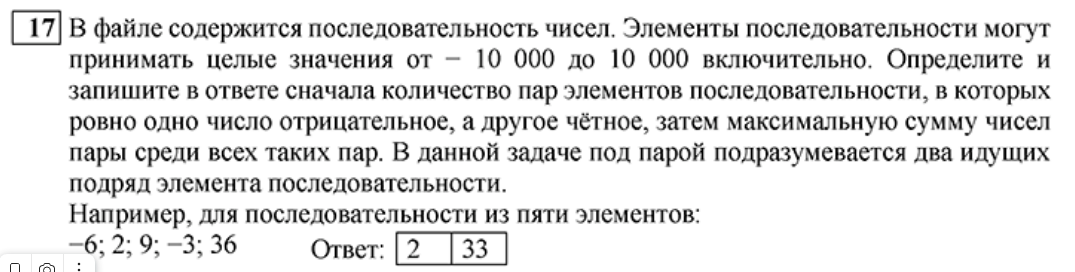 17 В файле содержится последовательность чисел. Элементы последовательности могут
принимать целые значения от − 10 000 до 10 000 включительно. Определите и
запишите в ответе сначала количество пар элементов последовательности, в которых
ровно одно число отрицательное, а другое чётное, затем максимальную сумму чисел
пары среди всех таких пар. В данной задаче под парой подразумевается два идущих
подряд элемента последовательности.
Например, для последовательности из пяти элементов:
−6; 2; 9; −3; 36 Ответ: 2 33